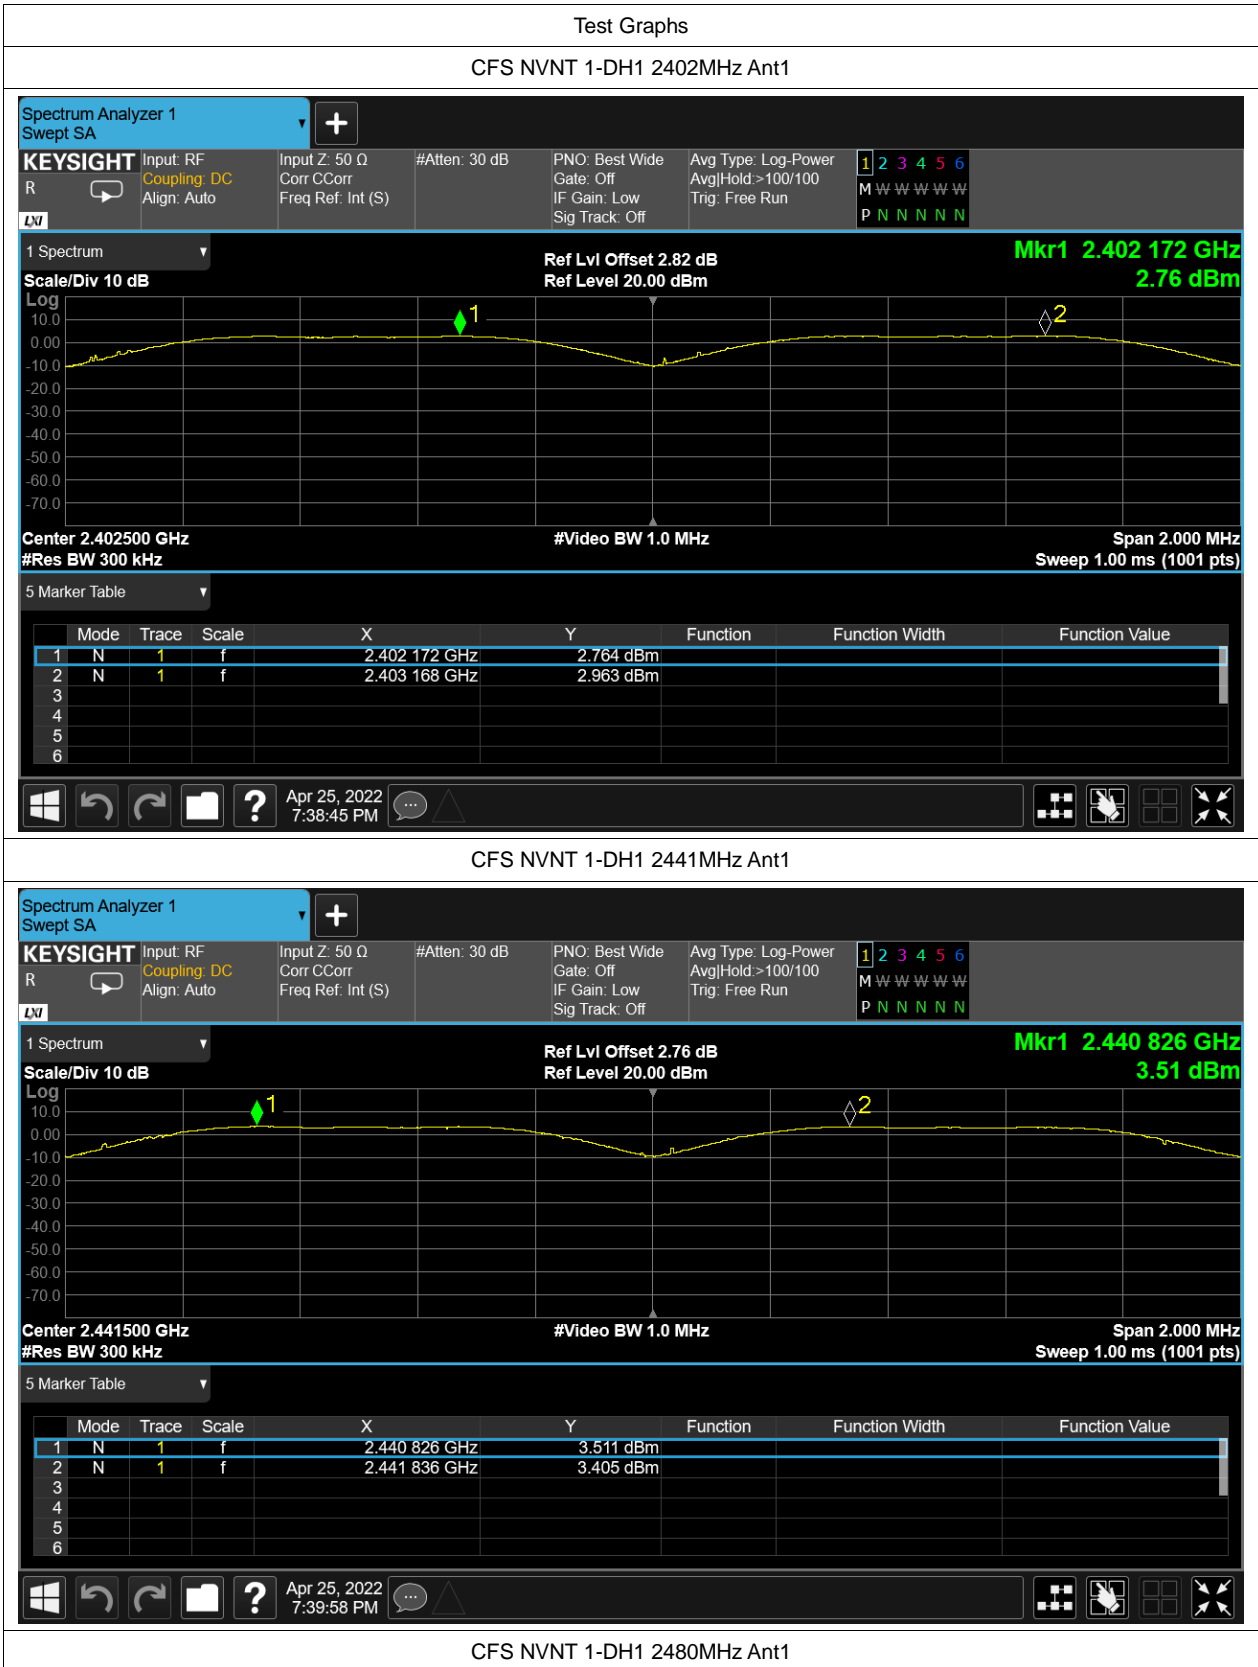 Test Graphs
CFS NVNT 1-DH1 2402MHz Ant1
Spectrum Analyzer 1
Swept SA
KEYSIGHT Input: RF Input Z: 50 Ω #Atten: 30 dB PNO: Best Wide Avg Type: Log-Power 1 2 3 4 5 6
R Coupling: DC Corr CCorr Gate: Off Avg|Hold:>100/100 M W W W W W
Align: Auto Freq Ref: Int (S) IF Gain: Low Trig: Free Run
LXI Sig Track: Off P N N N N N
1 Spectrum Ref Lvl Offset 2.82 dB Mkr1 2.402 172 GHz
Scale/Div 10 dB Ref Level 20.00 dBm 2.76 dBm
Log
1 2
10.0
0.00
-10.0
-20.0
-30.0
-40.0
-50.0
-60.0
-70.0
Center 2.402500 GHz #Video BW 1.0 MHz Span 2.000 MHz
#Res BW 300 kHz Sweep 1.00 ms (1001 pts)
5 Marker Table
Mode Trace Scale X Y Function Function Width Function Value
1 N 1 f 2.402 172 GHz 2.764 dBm
2 N 1 f 2.403 168 GHz 2.963 dBm
3
4
5
6
? Apr 25, 2022
7:38:45 PM
CFS NVNT 1-DH1 2441MHz Ant1
Spectrum Analyzer 1
Swept SA
KEYSIGHT Input: RF Input Z: 50 Ω #Atten: 30 dB PNO: Best Wide Avg Type: Log-Power 1 2 3 4 5 6
R Coupling: DC Corr CCorr Gate: Off Avg|Hold:>100/100 M W W W W W
Align: Auto Freq Ref: Int (S) IF Gain: Low Trig: Free Run
LXI Sig Track: Off P N N N N N
1 Spectrum Ref Lvl Offset 2.76 dB Mkr1 2.440 826 GHz
Scale/Div 10 dB Ref Level 20.00 dBm 3.51 dBm
Log
1 2
10.0
0.00
-10.0
-20.0
-30.0
-40.0
-50.0
-60.0
-70.0
Center 2.441500 GHz #Video BW 1.0 MHz Span 2.000 MHz
#Res BW 300 kHz Sweep 1.00 ms (1001 pts)
5 Marker Table
Mode Trace Scale X Y Function Function Width Function Value
1 N 1 f 2.440 826 GHz 3.511 dBm
2 N 1 f 2.441 836 GHz 3.405 dBm
3
4
5
6
? Apr 25, 2022
7:39:58 PM
CFS NVNT 1-DH1 2480MHz Ant1